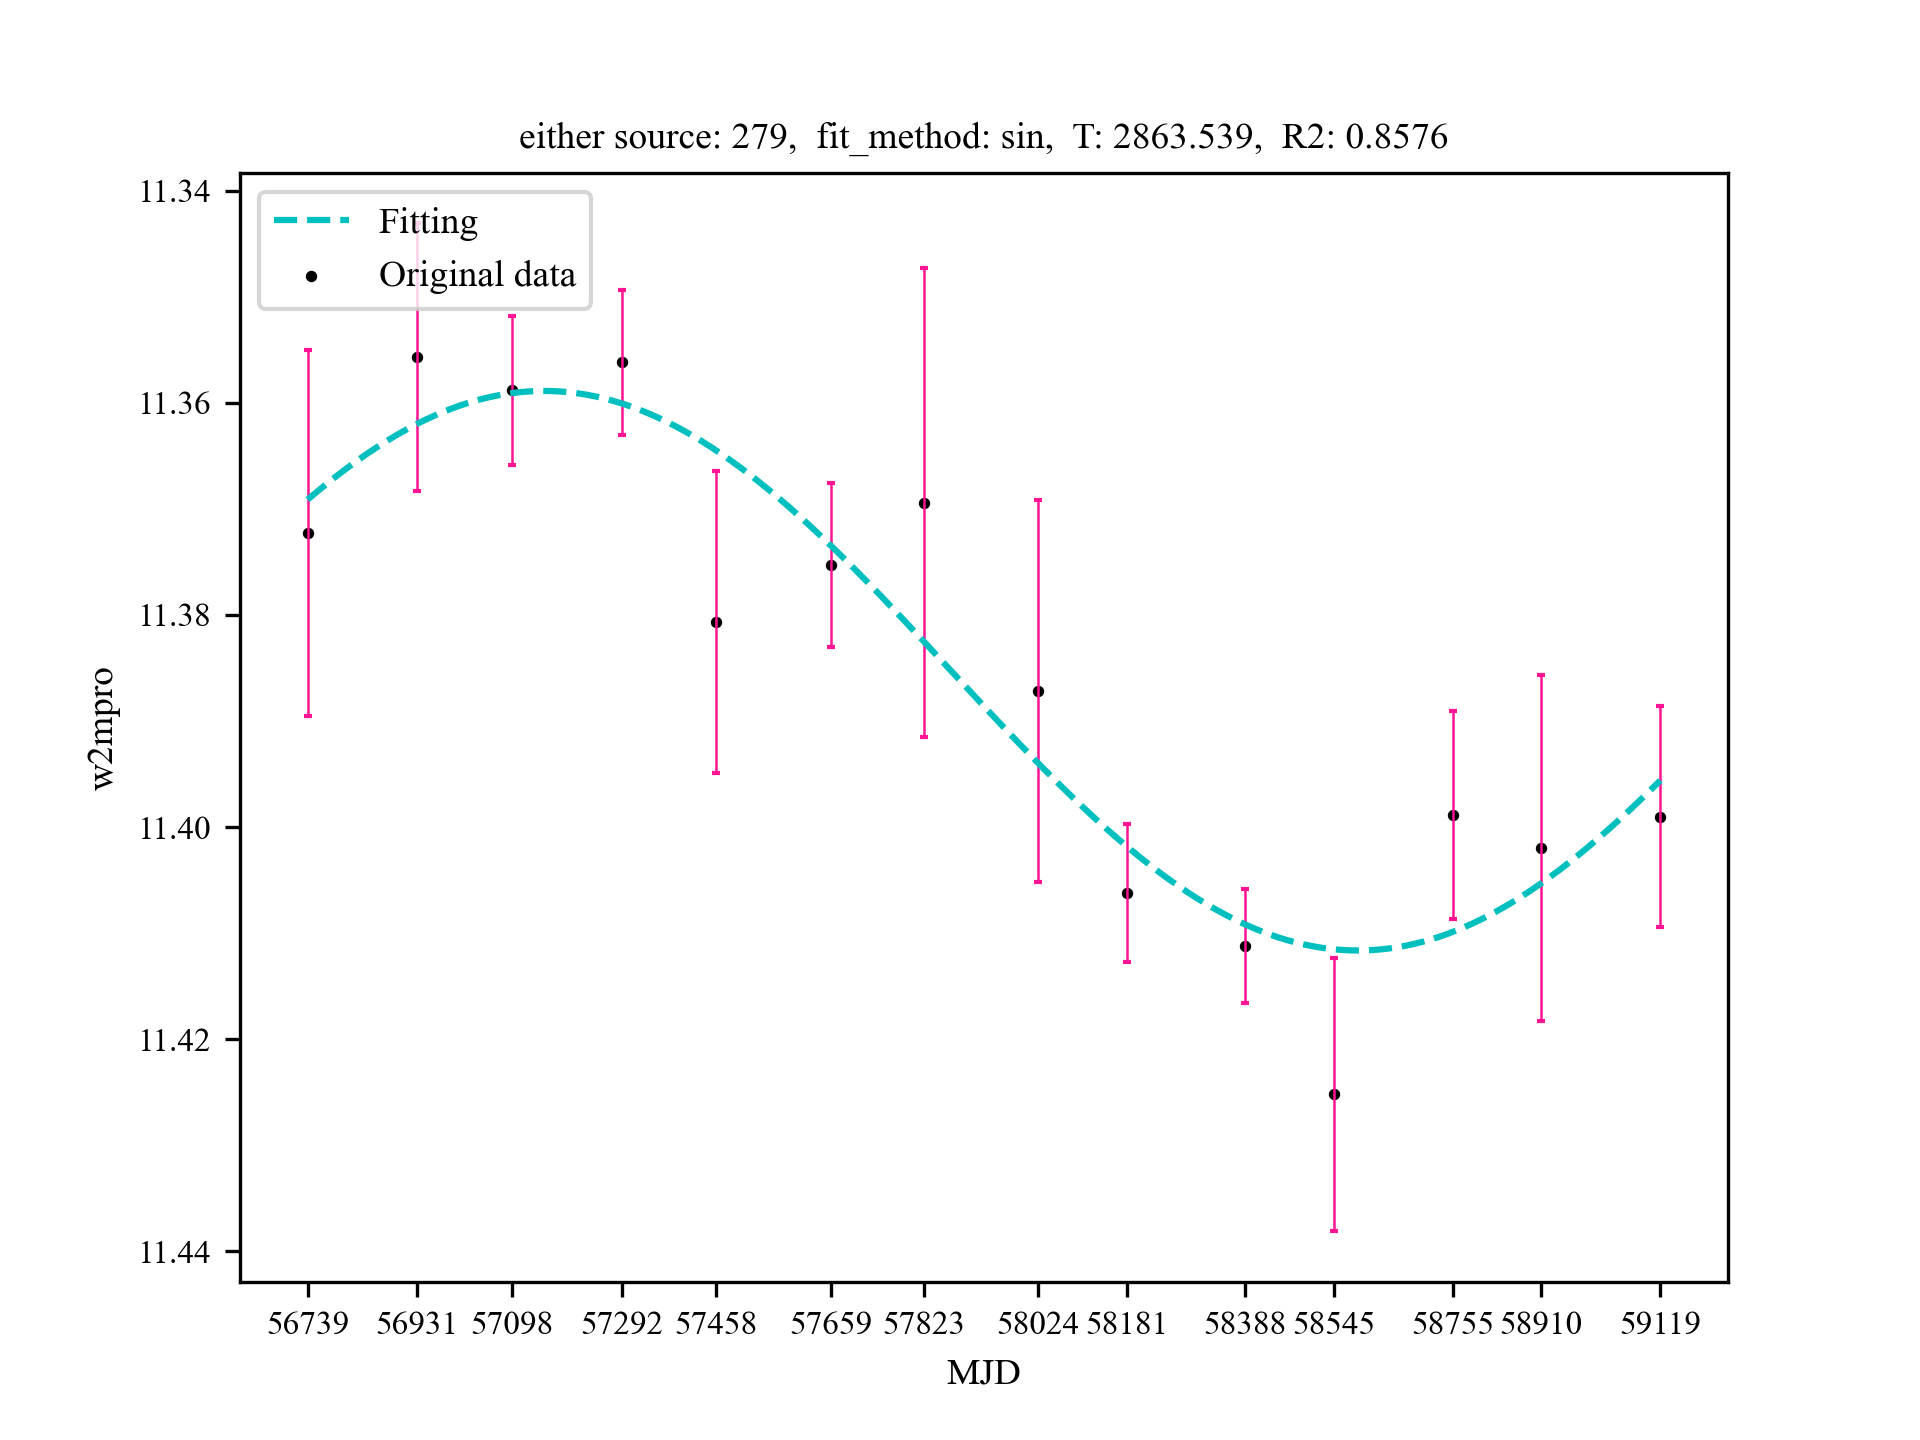 either source: 279,  fit_method: sin,  T: 2863.539,  R2: 0.8576
Fitting
Original data
11.34
11.36
11.38
11.40
11.42
11.44
w2mpro
56739 56931 57098 57292 57458 57659 57823 58024 58181 58388 58545 58755 58910 59119
MJD